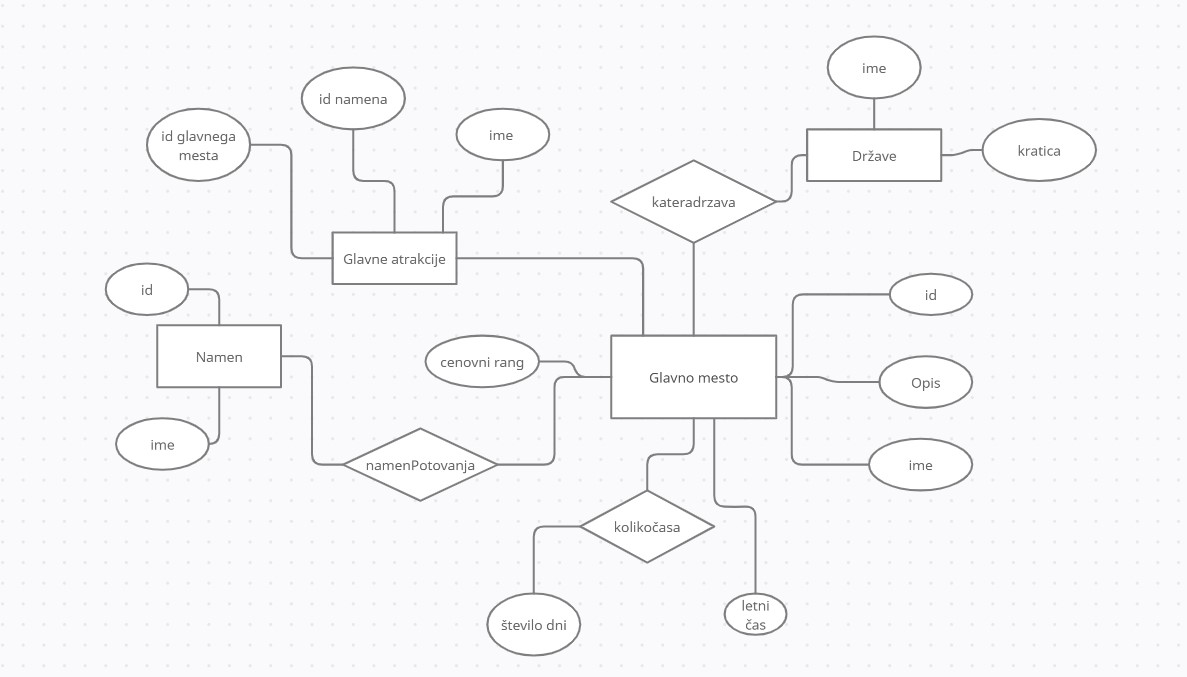 ime
id namena
id glavnega
mesta
ime
Države
kratica
kateradrzava
Glavne atrakcije
id
id
Namen
cenovni rang
Glavno mesto
Opis
ime
namenPotovanja
ime
kolikočasa
število dni
letni
čas